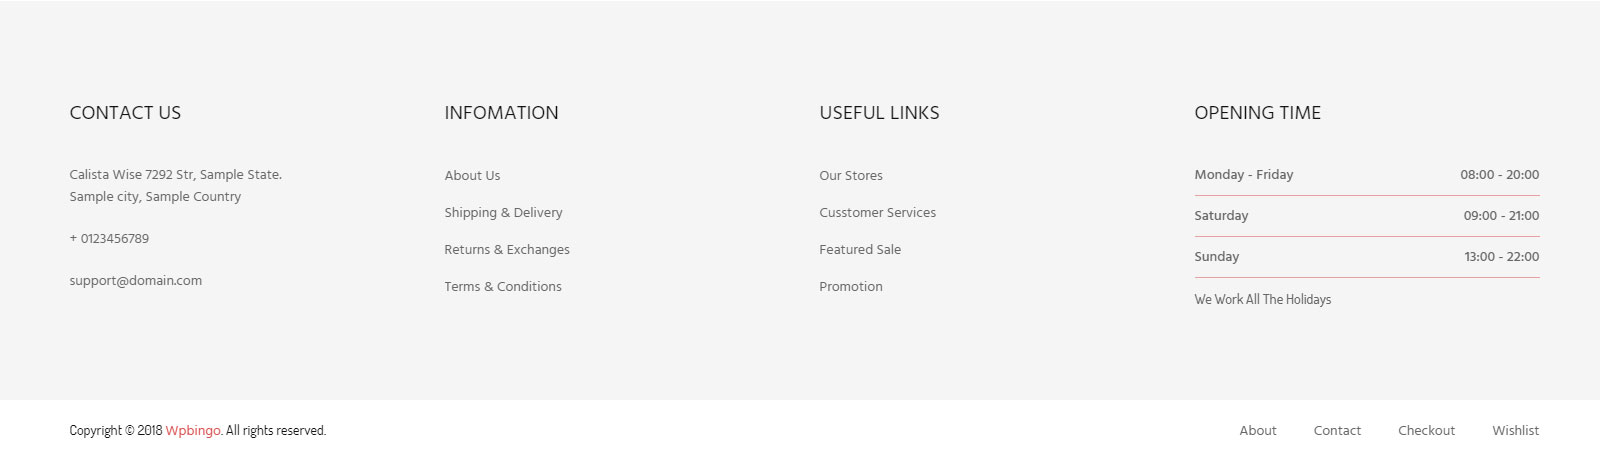 CONTACT US
Calista Wise 7292 Str, Sample State.
Sample city, Sample Country
+ 0123456789
support@domain.com
INFOMATION
About Us
Shipping & Delivery
Returns & Exchanges
Terms & Conditions
USEFUL LINKS
Our Stores
Cusstomer Services
Featured Sale
Promotion
OPENING TIME
Monday - Friday 08:00 - 20:00
Saturday 09:00 - 21:00
Sunday 13:00 - 22:00
We Work All The Holidays
Copyright © 2018 Wpbingo. All rights reserved.
About Contact Checkout Wishlist